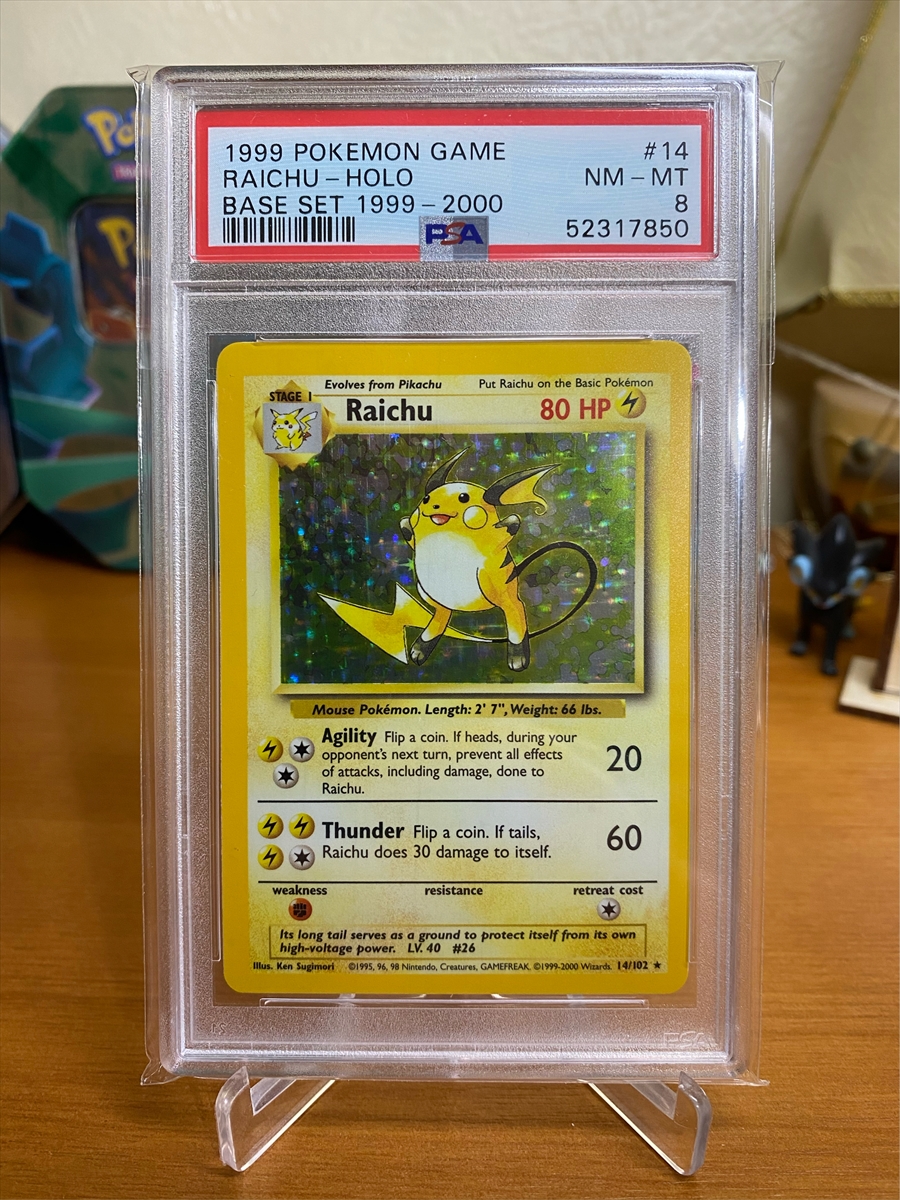 1999 POKEMON GAME #14
RAICHU-HOLO NM-MT
BASE SET 1999-2000 8
PSA 52317850
Evolves from Pikachu Put Raichu on the Basic Pokémon
STAGE 1
Raichu 80 HP
Mouse Pokémon. Length: 2' 7", Weight: 66 lbs.
Agility Flip a coin. If heads, during your
opponent's next turn, prevent all effects
of attacks, including damage, done to
Raichu.
20
Thunder Flip a coin. If tails,
Raichu does 30 damage to itself.
60
weakness resistance retreat cost
Its long tail serves as a ground to protect itself from its own
high-voltage power. LV. 40 #26
Illus. Ken Sugimori ©1995, 96, 98 Nintendo, Creatures, GAMEFREAK. ©1999-2000 Wizards. 14/102 ★
PSA